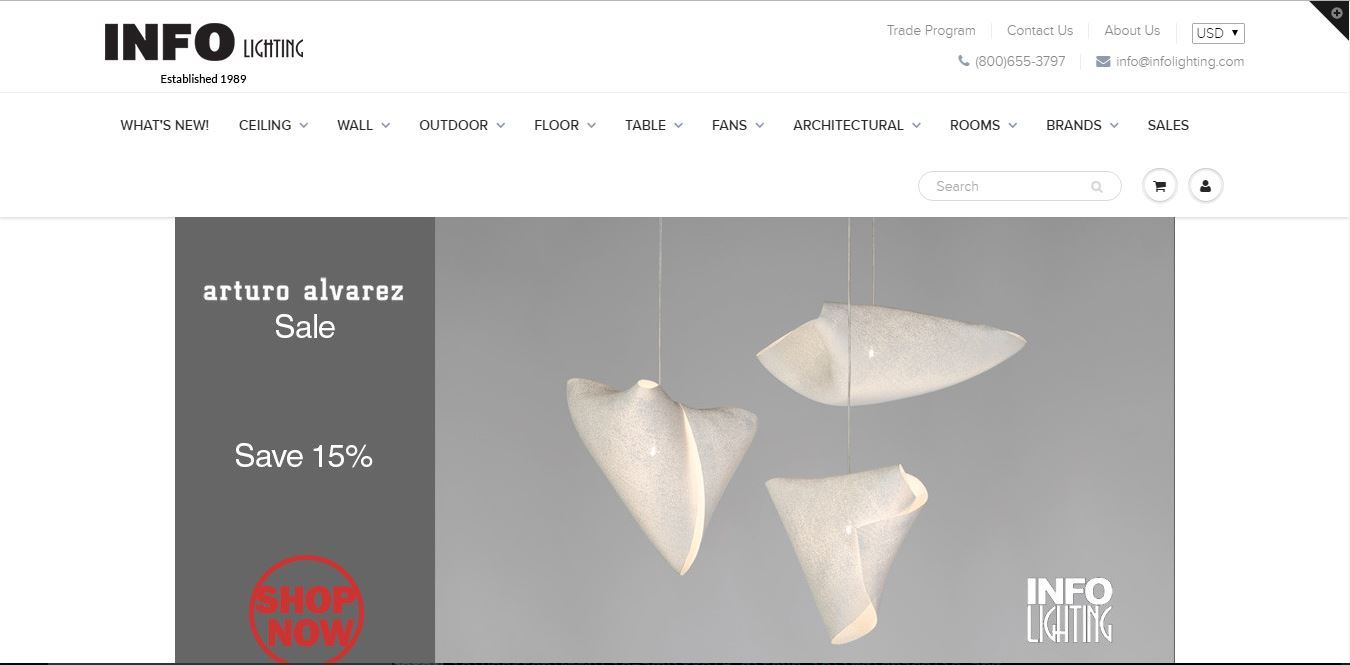 INFO LIGHTING
Established 1989
Trade Program
Contact Us
About Us
USD
(800)655-3797
info@infolighting.com
WHAT'S NEW!
CEILING
WALL
OUTDOOR
FLOOR
TABLE
FANS
ARCHITECTURAL
ROOMS
BRANDS
SALES
Search
arturo alvarez
Sale
Save 15%
SHOP
NOW
INFO
LIGHTING